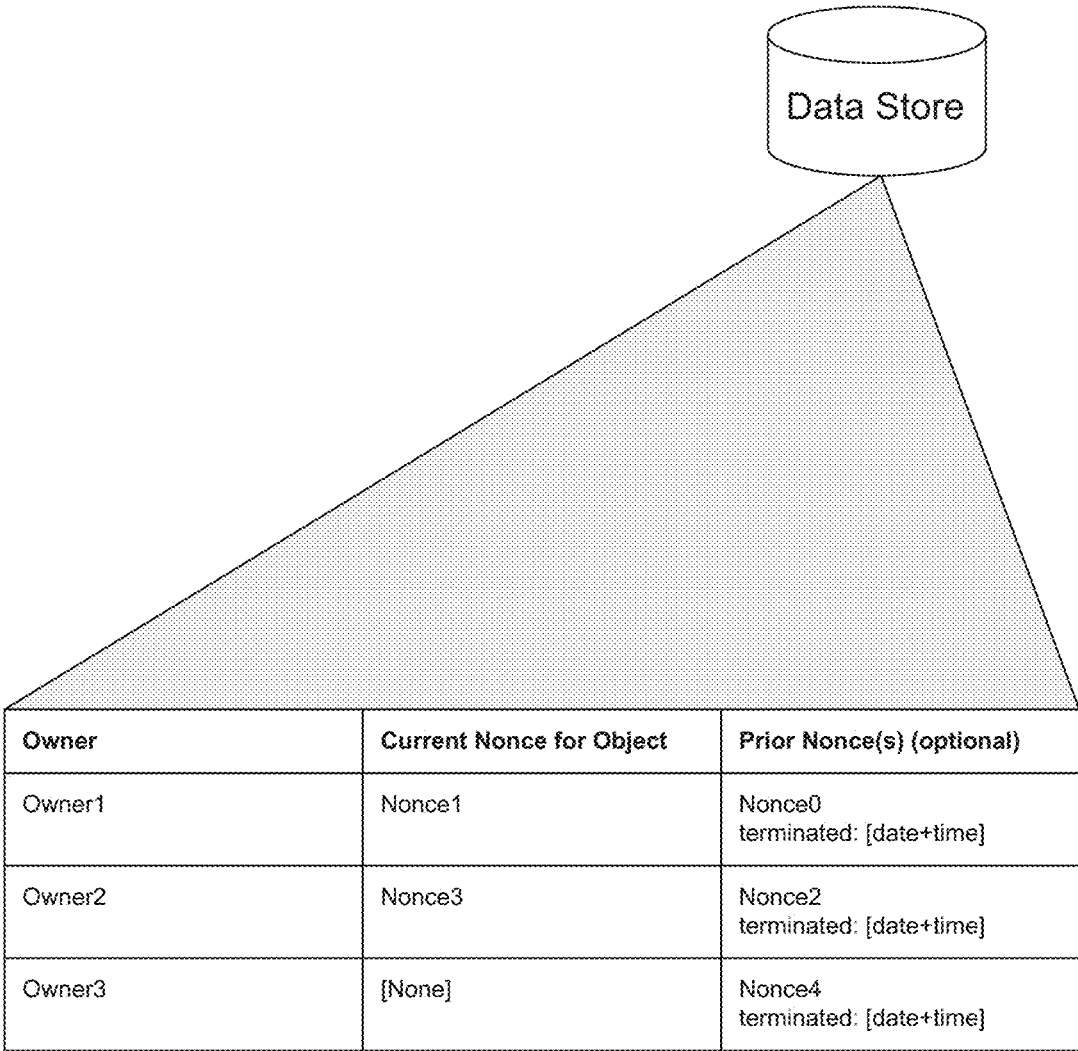 Data Store
Owner
Current Nonce for Object
Prior Nonce(s) (optional)
Owner1
Nonce1
Nonce0
terminated: [date+time]
Owner2
Nonce3
Nonce2
terminated: [date+time]
Owner3
[None]
Nonce4
terminated: [date+time]